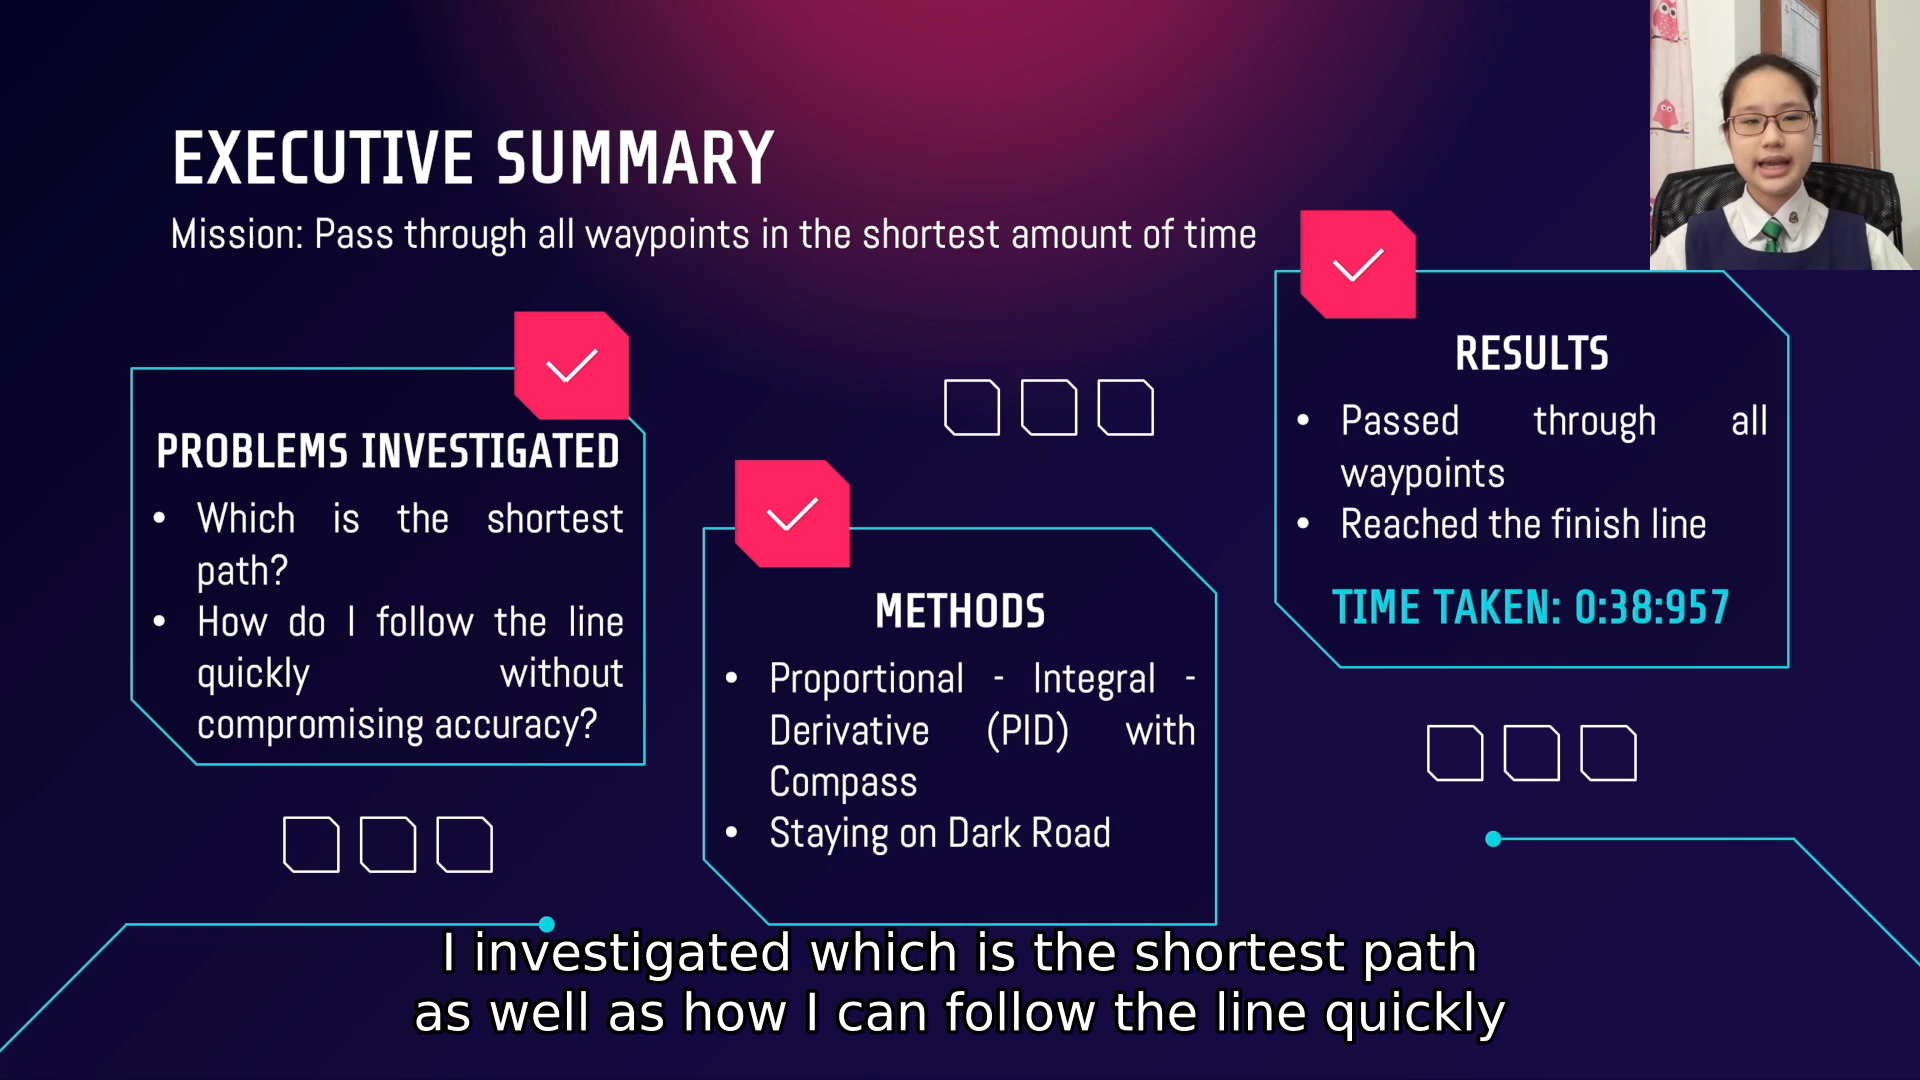 EXECUTIVE SUMMARY
Mission: Pass through all waypoints in the shortest amount of time
PROBLEMS INVESTIGATED
• Which is the shortest
path?
• How do I follow the line
quickly without
compromising accuracy?
METHODS
• Proportional - Integral -
Derivative (PID) with
Compass
• Staying on Dark Road
RESULTS
• Passed through all
waypoints
• Reached the finish line
TIME TAKEN: 0:38:957
I investigated which is the shortest path
as well as how I can follow the line quickly